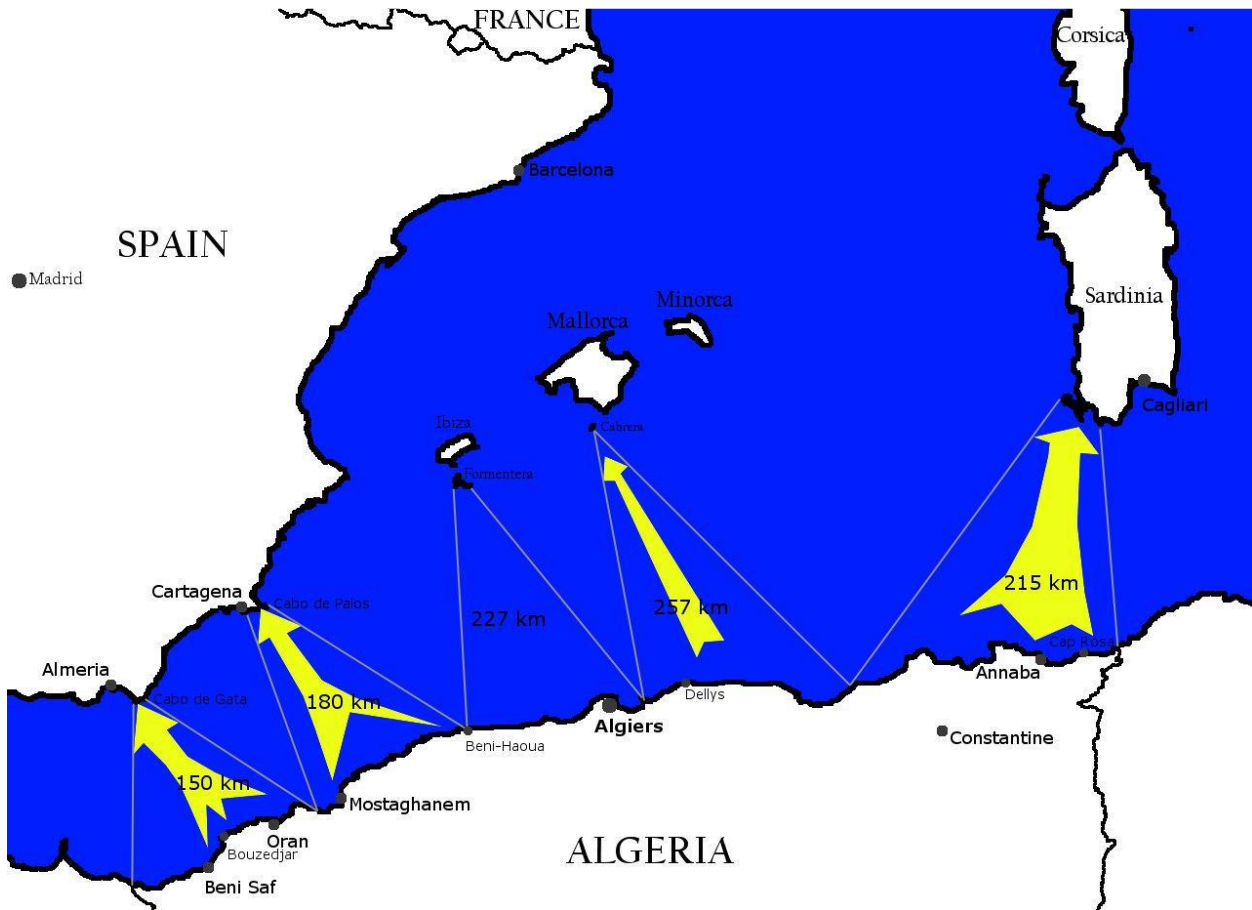 FRANCE
Corsica
Barcelona
SPAIN
Madrid
Minorca
Sardinia
Mallorca
Cagliari
Ibiza
Cabrera
Formentera
215 km
Cartagena
Cabo de Palos
257 km
227 km
Cap Rosa
Almeria
Annaba
Dellys
Cabo de Gata
180 km
Algiers
Constantine
Beni-Haoua
150 km
Mostaghanem
Oran
ALGERIA
Bouzedjar
Beni Saf